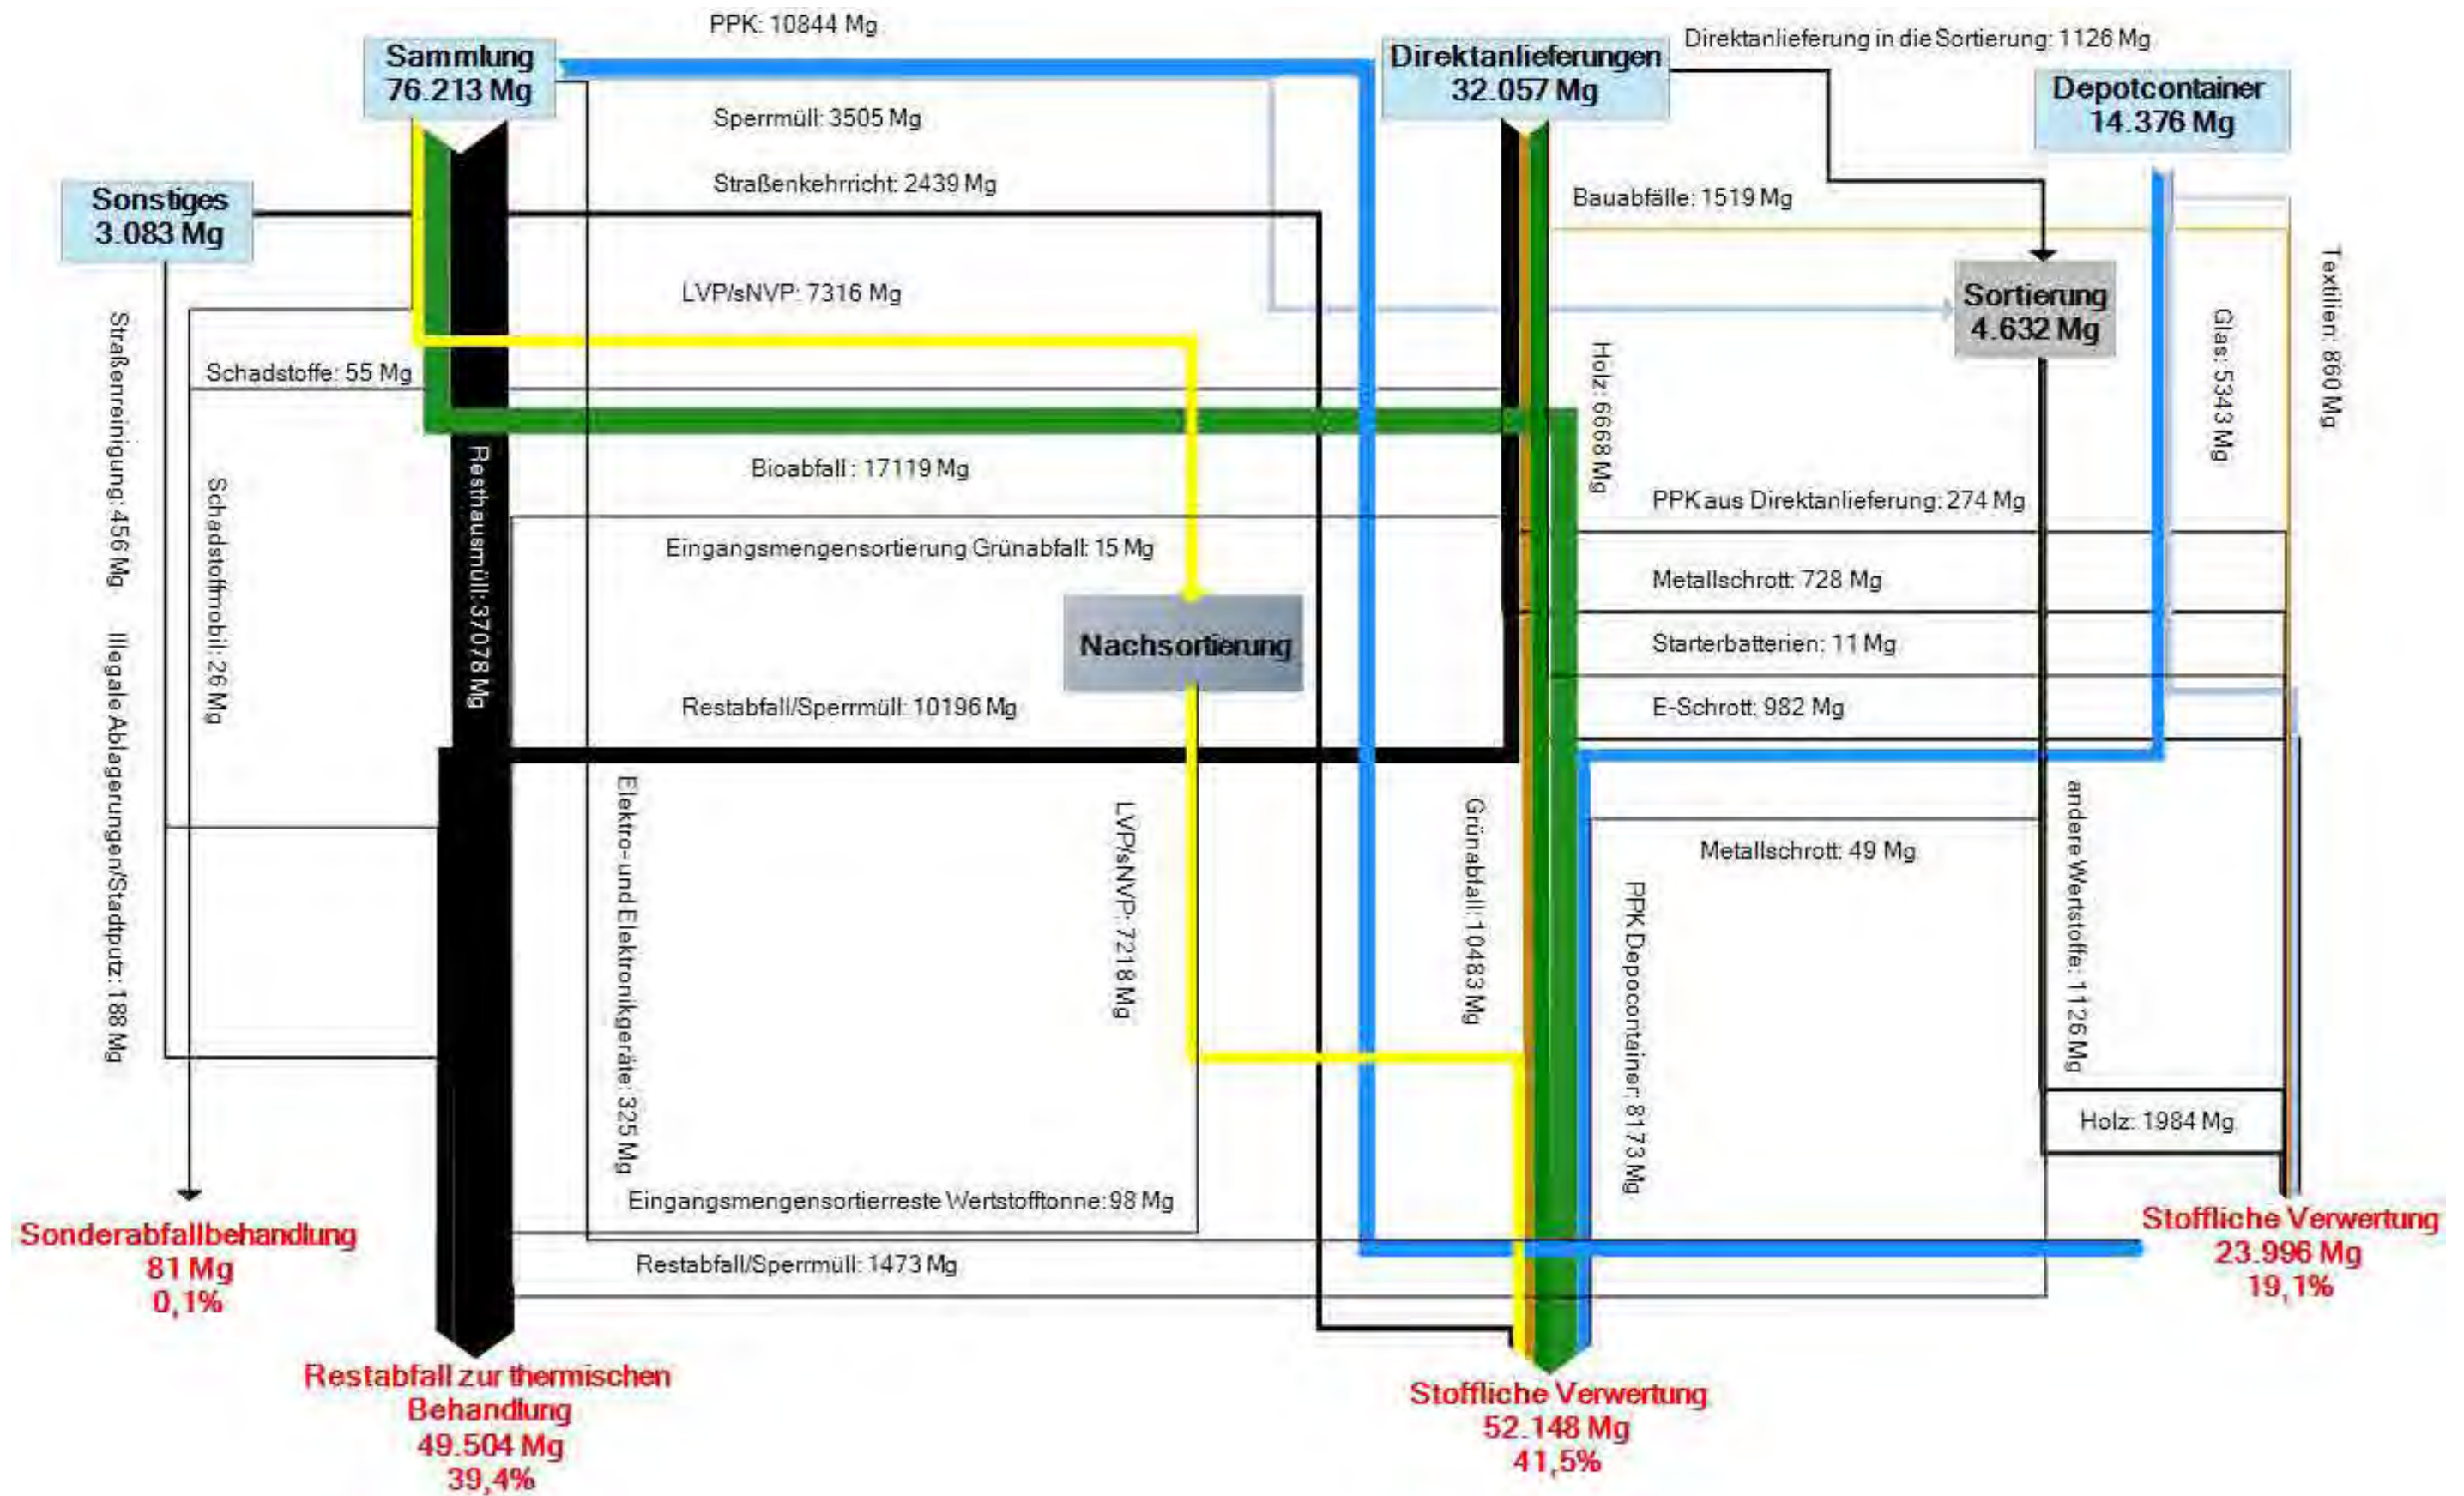 PPK: 10844 Mg
Sammlung
76.213 Mg
Direktanlieferungen
32.057 Mg
Direktanlieferung in die Sortierung: 1126 Mg
Depotcontainer
14.376 Mg
Sperrmüll: 3505 Mg
Straßenkehrricht: 2439 Mg
Sonstiges
3.083 Mg
Bauabfälle: 1519 Mg
LVP/sNVP: 7316 Mg
Sortierung
4.632 Mg
Textilien: 860 Mg
Glas: 5343 Mg
Holz: 6668 Mg
Schadstoffe: 55 Mg
Straßenreinigung: 456 Mg
Schadstoffmobil: 26 Mg
Resthausmüll: 37078 Mg
Bioabfall : 17119 Mg
PPK aus Direktanlieferung: 274 Mg
Eingangsmengensortierung Grünabfall: 15 Mg
Metallschrott: 728 Mg
Nachsortierung
Starterbatterien: 11 Mg
Illegale Ablagerungen/Stadtputz: 188 Mg
Restabfall/Sperrmüll: 10196 Mg
E-Schrott: 982 Mg
Elektro- und Elektronikgeräte: 325 Mg
LVP/sNVP: 7218 Mg
Grünabfall: 10483 Mg
Metallschrott: 49 Mg
PPK Depocontainer: 8173 Mg
andere Wertstoffe: 1126 Mg
Holz: 1984 Mg
Eingangsmengensortierreste Wertstofftonne: 98 Mg
Restabfall/Sperrmüll: 1473 Mg
Sonderabfallbehandlung
81 Mg
0,1%
Stoffliche Verwertung
23.996 Mg
19,1%
Restabfall zur thermischen
Behandlung
49.504 Mg
39,4%
Stoffliche Verwertung
52.148 Mg
41,5%